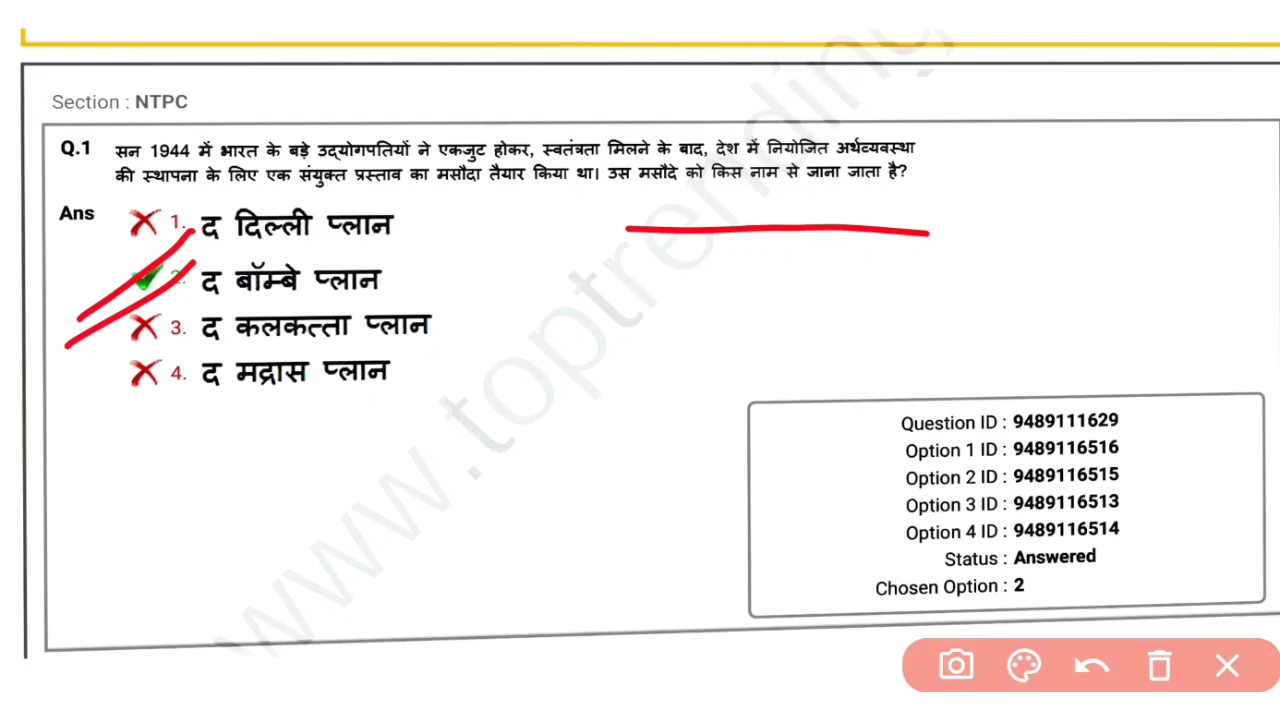 Section : NTPC
Q.1 सन 1944 में भारत के बड़े उद्योगपतियों ने एकजुट होकर, स्वतंत्रता मिलने के बाद, देश में नियोजित अर्थव्यवस्था
की स्थापना के लिए एक संयुक्त प्रस्ताव का मसौदा तैयार किया था। उस मसौदे को किस नाम से जाना जाता है?
Ans 1. द दिल्ली प्लान
2. द बॉम्बे प्लान
3. द कलकत्ता प्लान
4. द मद्रास प्लान
Question ID : 9489111629
Option 1 ID : 9489116516
Option 2 ID : 9489116515
Option 3 ID : 9489116513
Option 4 ID : 9489116514
Status : Answered
Chosen Option : 2
www.toptrending